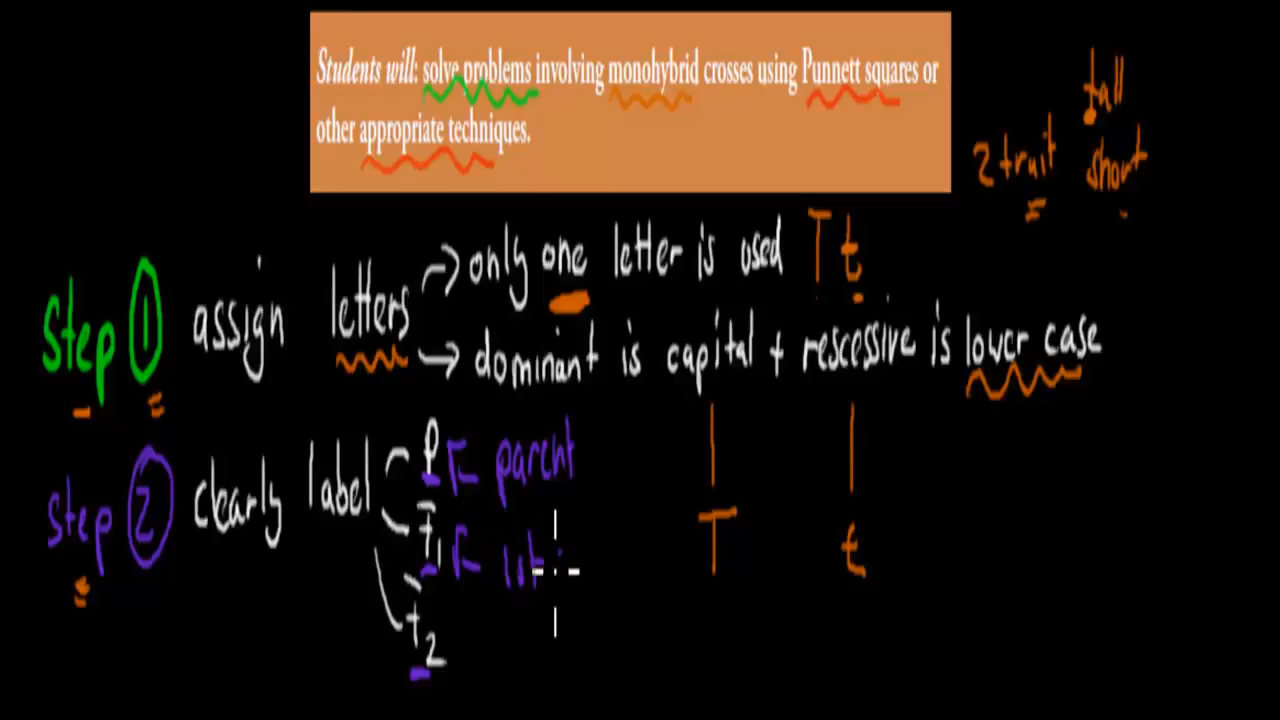 Students will: solve problems involving monohybrid crosses using Punnett squares or
other appropriate techniques.
tall
2 trait short
Step 1 assign letters → only one letter is used T t
→ dominant is capital + rescessive is lower case
T t
Step 2 clearly label P ← parent
F1 ← 1st
F2